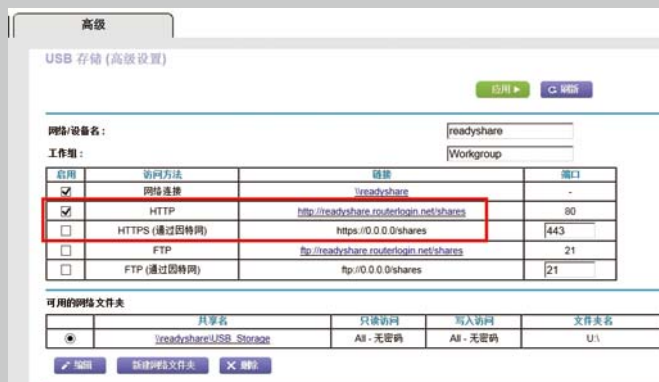 高级
USB 存储 (高级设置)
应用 刷新
网络/设备名： readyshare
工作组： Workgroup
启用 访问方法 链接 端口
网络连接 \\readyshare -
HTTP http://readyshare.routerlogin.net/shares 80
HTTPS (通过因特网) https://0.0.0.0/shares 443
FTP ftp://readyshare.routerlogin.net/shares 21
FTP (通过因特网) ftp://0.0.0.0/shares 21
可用的网络文件夹
共享名 只读访问 写入访问 文件夹名
\\readyshare\USB_Storage All - 无密码 All - 无密码 U:\
编辑 新建网络文件夹 删除